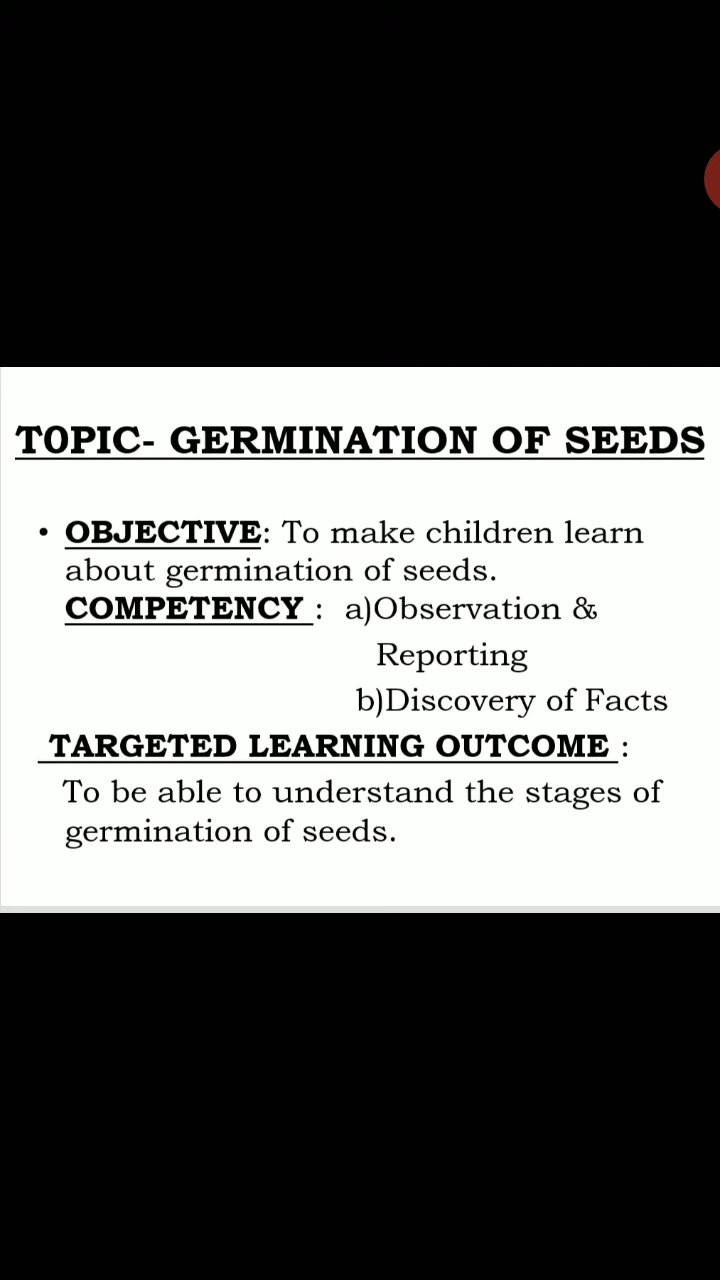 T0PIC- GERMINATION OF SEEDS
• OBJECTIVE: To make children learn
about germination of seeds.
COMPETENCY : a)Observation &
Reporting
b)Discovery of Facts
TARGETED LEARNING OUTCOME :
To be able to understand the stages of
germination of seeds.